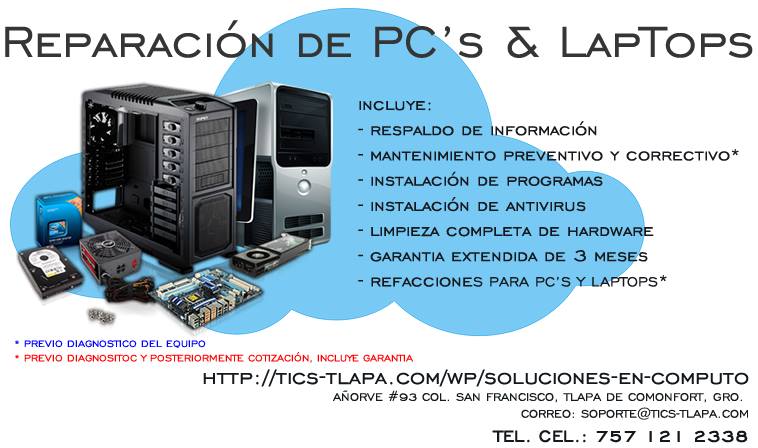 REPARACIÓN DE PC'S & LAPTOPS
INCLUYE:
- RESPALDO DE INFORMACIÓN
- MANTENIMIENTO PREVENTIVO Y CORRECTIVO*
- INSTALACIÓN DE PROGRAMAS
- INSTALACIÓN DE ANTIVIRUS
- LIMPIEZA COMPLETA DE HARDWARE
- GARANTIA EXTENDIDA DE 3 MESES
- REFACCIONES PARA PC'S Y LAPTOPS*
* PREVIO DIAGNOSTICO DEL EQUIPO
* PREVIO DIAGNOSITOC Y POSTERIORMENTE COTIZACIÓN, INCLUYE GARANTIA
HTTP://TICS-TLAPA.COM/WP/SOLUCIONES-EN-COMPUTO
AÑORVE #93 COL. SAN FRANCISCO, TLAPA DE COMONFORT, GRO.
CORREO: SOPORTE@TICS-TLAPA.COM
TEL. CEL.: 757 121 2338